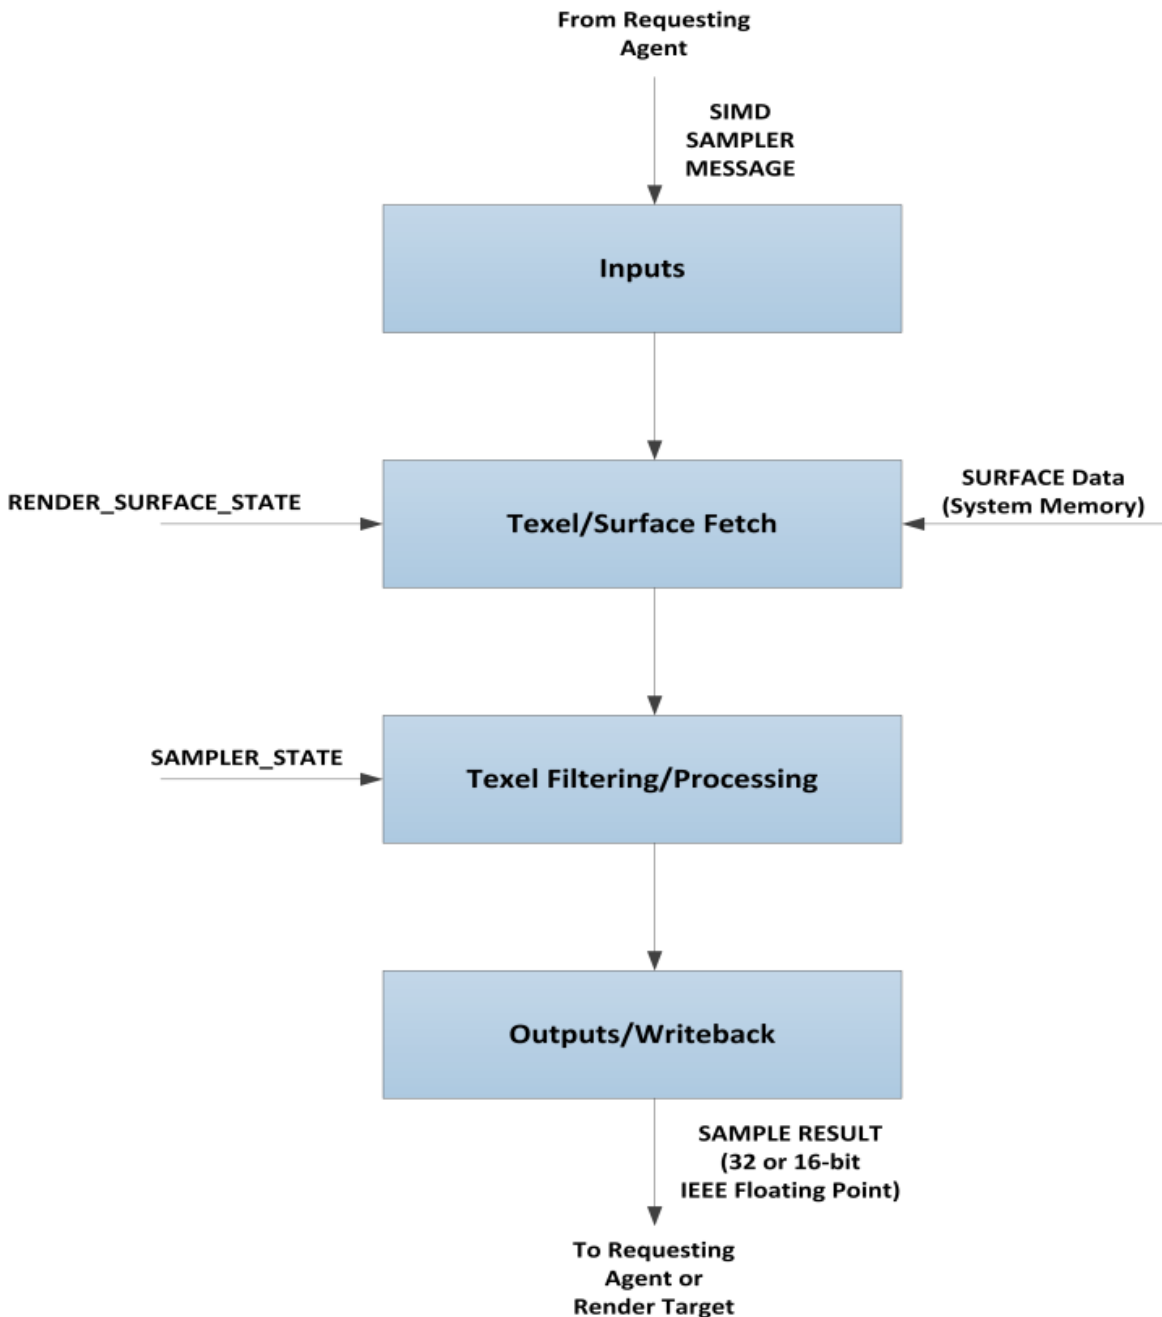 From Requesting
Agent
SIMD
SAMPLER
MESSAGE
Inputs
RENDER_SURFACE_STATE
Texel/Surface Fetch
SURFACE Data
(System Memory)
SAMPLER_STATE
Texel Filtering/Processing
Outputs/Writeback
SAMPLE RESULT
(32 or 16-bit
IEEE Floating Point)
To Requesting
Agent or
Render Target